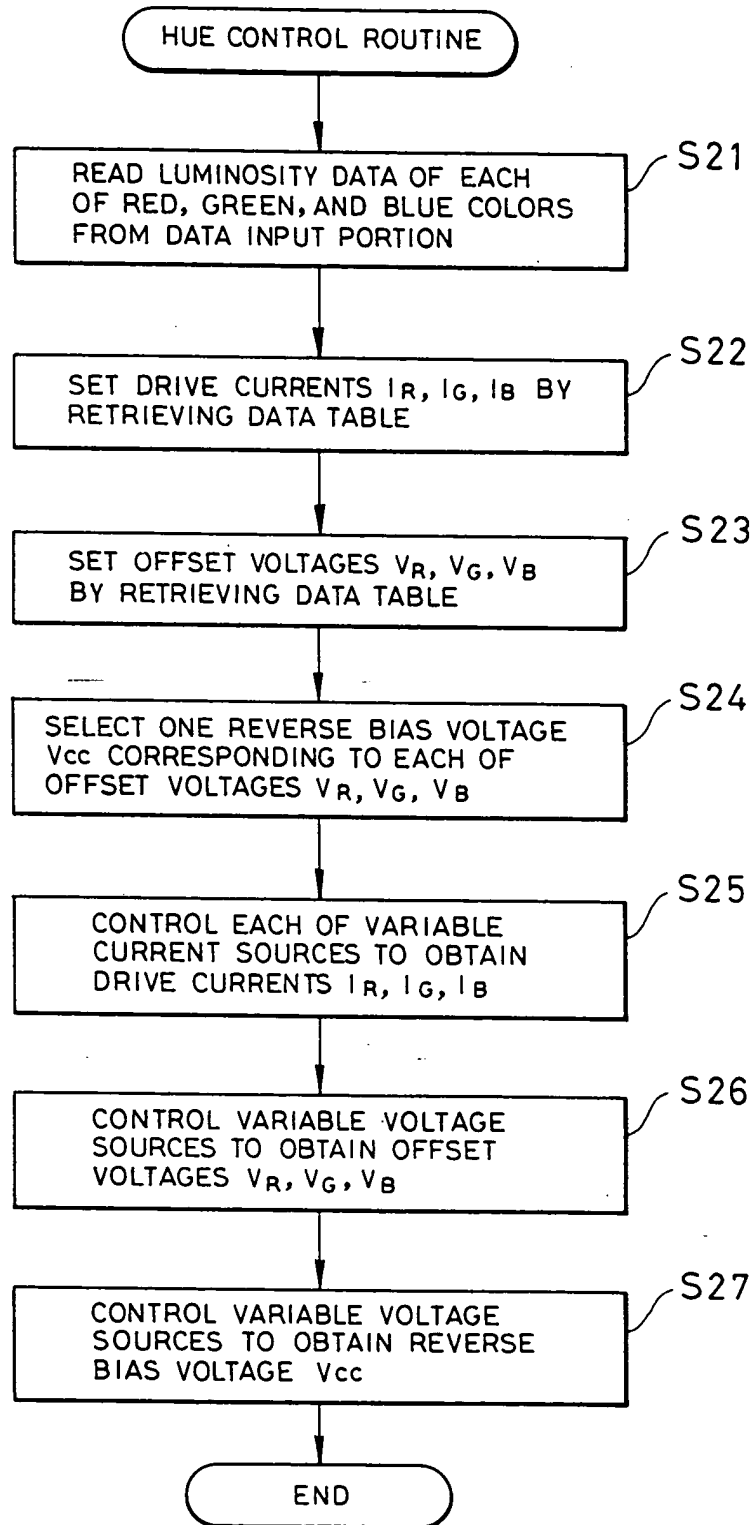 HUE CONTROL ROUTINE
S21
READ LUMINOSITY DATA OF EACH
OF RED, GREEN, AND BLUE COLORS
FROM DATA INPUT PORTION
S22
SET DRIVE CURRENTS IR, IG, IB BY
RETRIEVING DATA TABLE
S23
SET OFFSET VOLTAGES VR, VG, VB
BY RETRIEVING DATA TABLE
S24
SELECT ONE REVERSE BIAS VOLTAGE
Vcc CORRESPONDING TO EACH OF
OFFSET VOLTAGES VR, VG, VB
S25
CONTROL EACH OF VARIABLE
CURRENT SOURCES TO OBTAIN
DRIVE CURRENTS IR, IG, IB
S26
CONTROL VARIABLE VOLTAGE
SOURCES TO OBTAIN OFFSET
VOLTAGES VR, VG, VB
S27
CONTROL VARIABLE VOLTAGE
SOURCES TO OBTAIN REVERSE
BIAS VOLTAGE Vcc
END